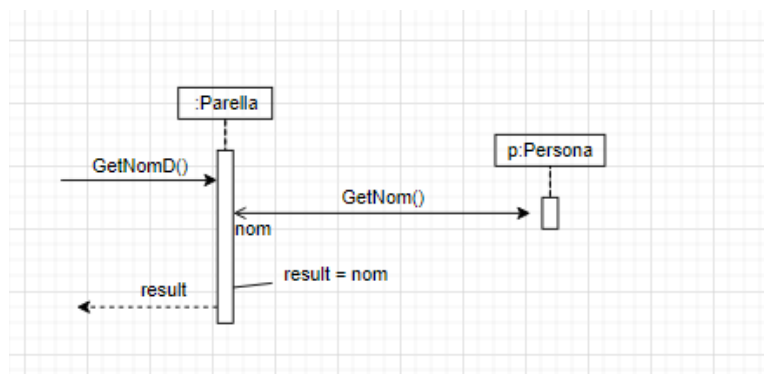 :Parella
p:Persona
GetNomD()
GetNom()
nom
result = nom
result